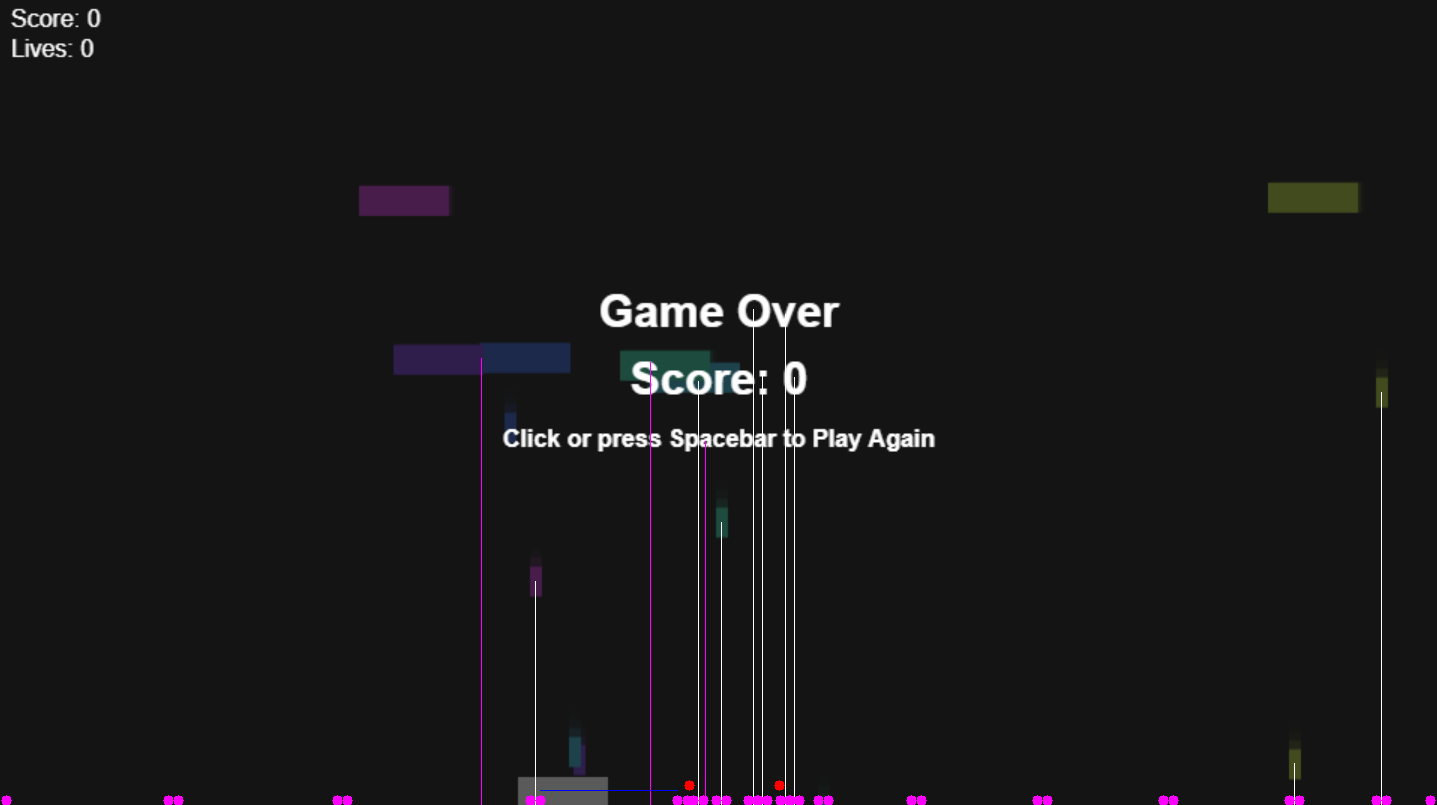 Score: 0
Lives: 0
Game Over
Score: 0
Click or press Spacebar to Play Again